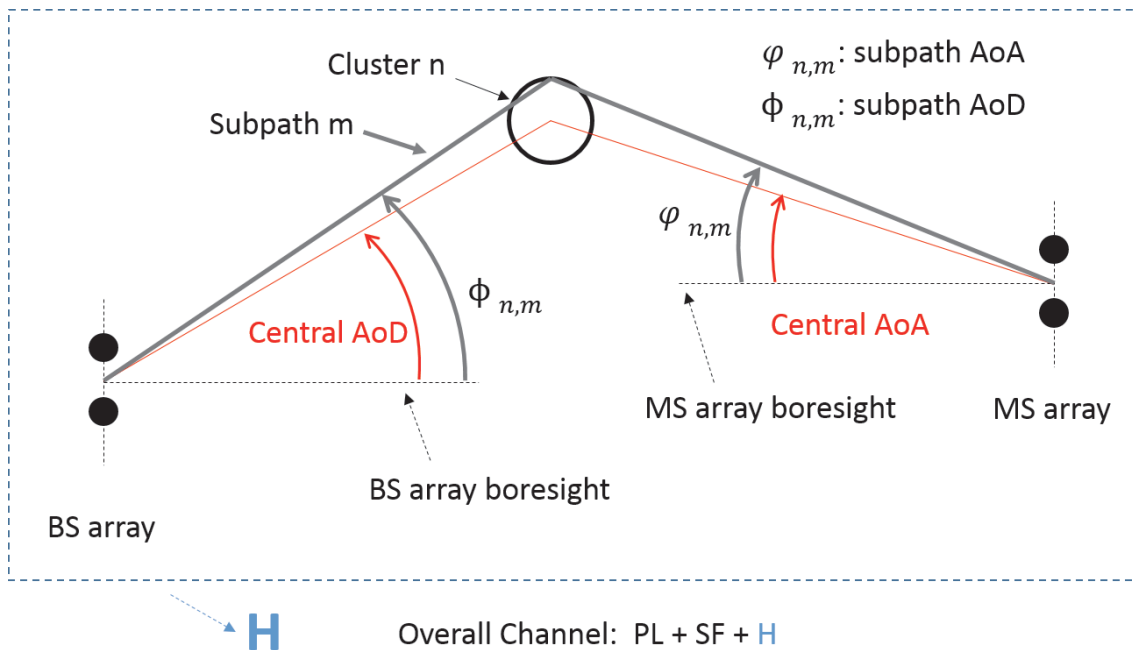 φ n,m: subpath AoA
Cluster n
ϕ n,m: subpath AoD
Subpath m
φ n,m
ϕ n,m
Central AoD
Central AoA
MS array boresight
MS array
BS array boresight
BS array
H
Overall Channel: PL + SF + H